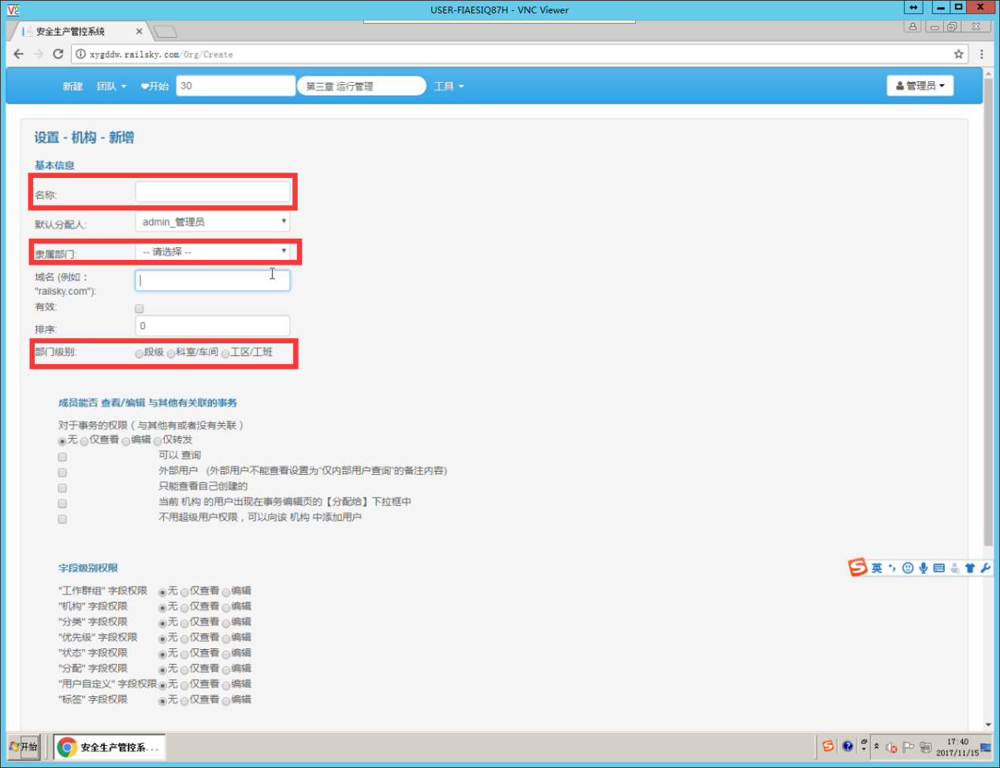 USER-FIAESIQ87H - VNC Viewer
安全生产管控系统
xygddw.railsky.com/Org/Create
新建 团队 ❤开始 30 第三章 运行管理 工具 管理员
设置 - 机构 - 新增
基本信息
名称:
默认分配人: admin_管理员
隶属部门: -- 请选择 --
域名 (例如：
"railsky.com"):
有效:
排序: 0
部门级别: 段级 科室/车间 工区/工班
成员能否 查看/编辑 与其他有关联的事务
对于事务的权限（与其他有或者没有关联）
无 仅查看 编辑 仅转发
可以 查询
外部用户 (外部用户不能查看设置为“仅内部用户查询”的备注内容)
只能查看自己创建的
当前 机构 的用户出现在事务编辑页的【分配给】下拉框中
不用超级用户权限，可以向该 机构 中添加用户
字段级别权限
"工作群组" 字段权限 无 仅查看 编辑
"机构" 字段权限 无 仅查看 编辑
"分类" 字段权限 无 仅查看 编辑
"优先级" 字段权限 无 仅查看 编辑
"状态" 字段权限 无 仅查看 编辑
"分配" 字段权限 无 仅查看 编辑
"用户自定义" 字段权限 无 仅查看 编辑
"标签" 字段权限 无 仅查看 编辑
英
开始 安全生产管控系...
17:40
2017/11/15